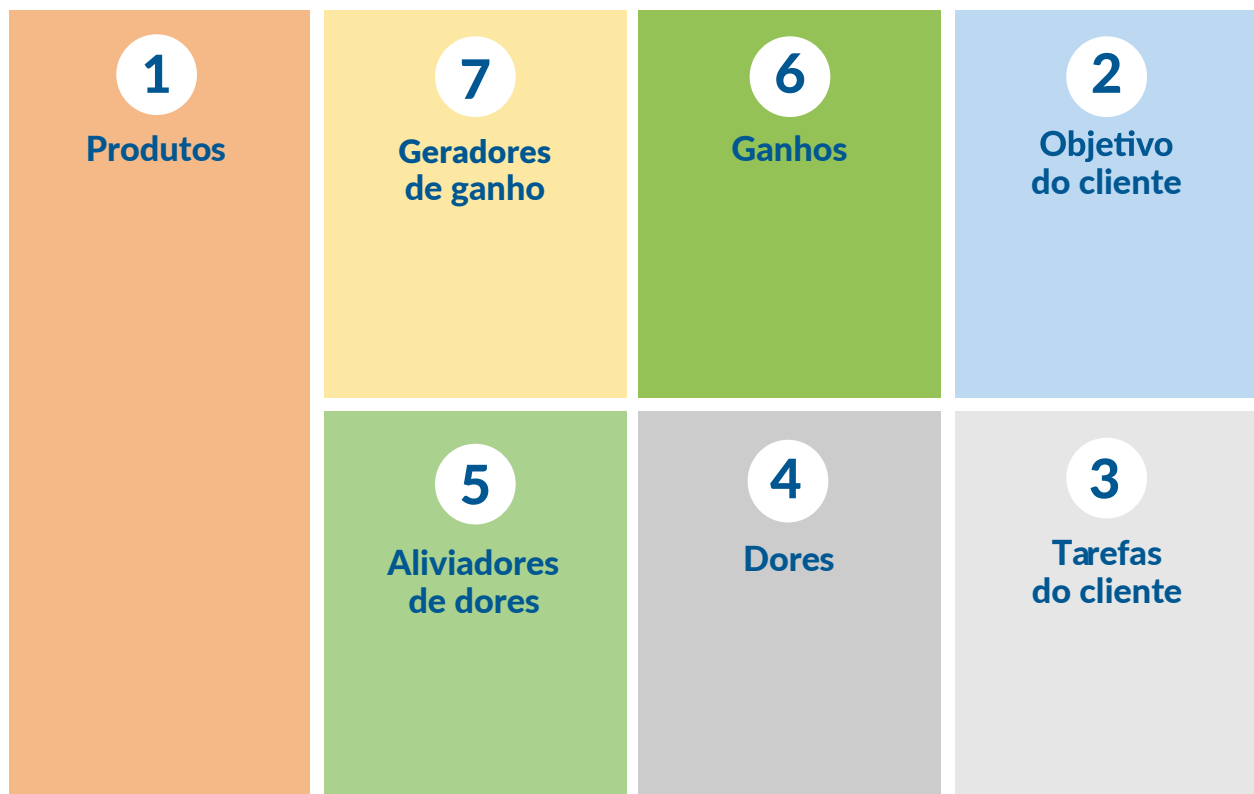 1
Produtos
7
Geradores
de ganho
6
Ganhos
2
Objetivo
do cliente
5
Aliviadores
de dores
4
Dores
3
Tarefas
do cliente